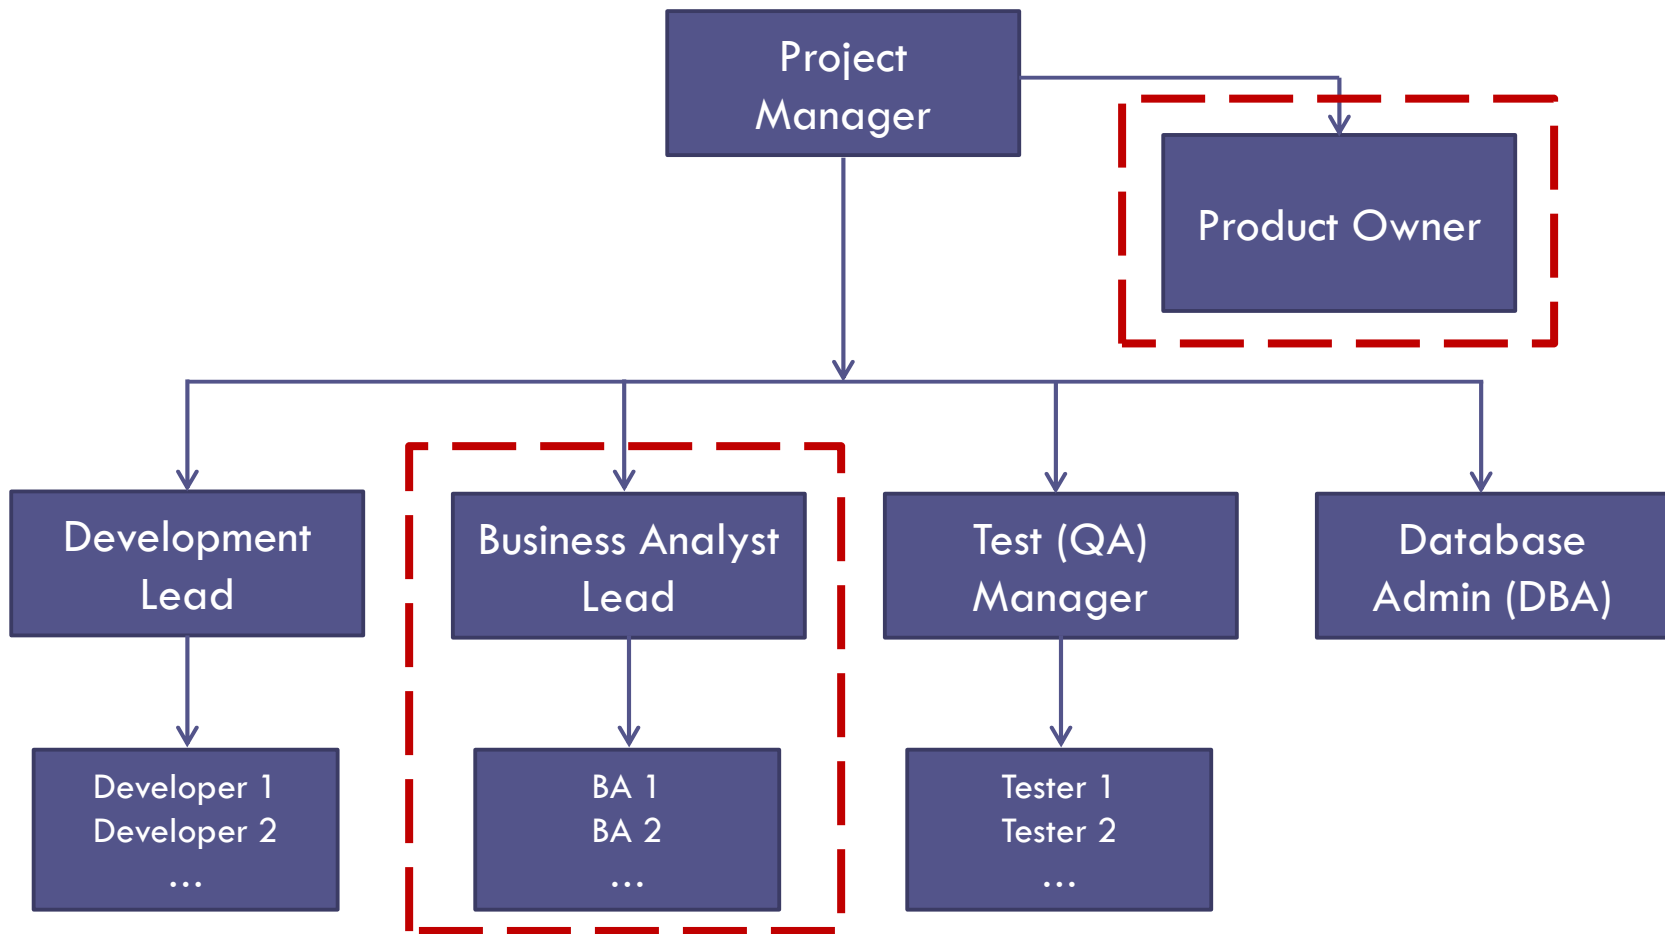 Project
Manager
Product Owner
Development
Lead
Business Analyst
Lead
Test (QA)
Manager
Database
Admin (DBA)
Developer 1
Developer 2
...
BA 1
BA 2
...
Tester 1
Tester 2
...